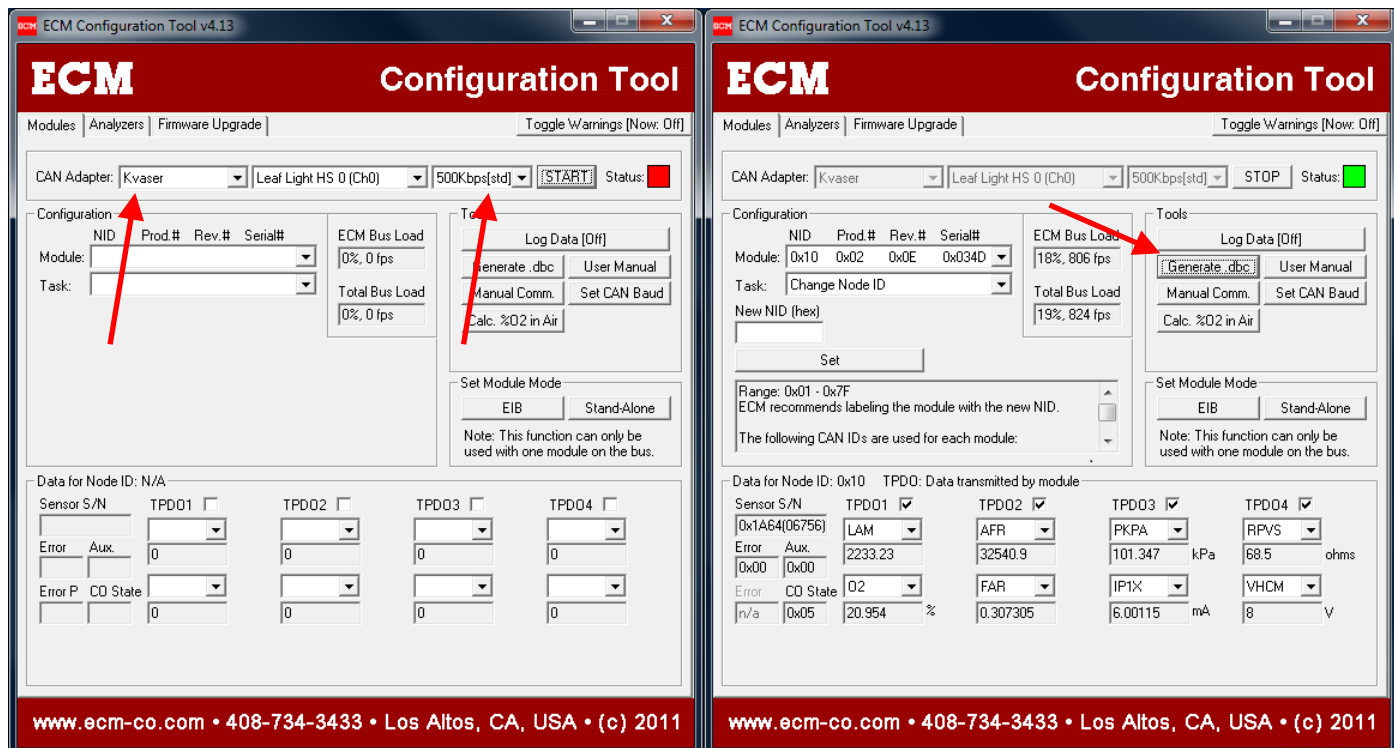 ECM ECM Configuration Tool v4.13
ECM Configuration Tool
Modules Analyzers Firmware Upgrade Toggle Warnings [Now: Off]
CAN Adapter: Kvaser Leaf Light HS 0 (Ch0) 500Kbps[std] START Status:
Configuration
NID Prod.# Rev.# Serial#
Module:
Task:
ECM Bus Load
0%, 0 fps
Total Bus Load
0%, 0 fps
Log Data [Off]
Generate .dbc User Manual
Manual Comm. Set CAN Baud
Calc. %O2 in Air
Set Module Mode
EIB Stand-Alone
Note: This function can only be
used with one module on the bus.
Data for Node ID: N/A
Sensor S/N TPDO1 TPDO2 TPDO3 TPDO4
Error Aux. 0 0 0 0
Error P CO State
0 0 0 0
www.ecm-co.com • 408-734-3433 • Los Altos, CA, USA • (c) 2011
ECM ECM Configuration Tool v4.13
ECM Configuration Tool
Modules Analyzers Firmware Upgrade Toggle Warnings [Now: Off]
CAN Adapter: Kvaser Leaf Light HS 0 (Ch0) 500Kbps[std] STOP Status:
Configuration
NID Prod.# Rev.# Serial#
Module: 0x10 0x02 0x0E 0x034D
Task: Change Node ID
New NID (hex)
Set
Range: 0x01 - 0x7F
ECM recommends labeling the module with the new NID.
The following CAN IDs are used for each module:
ECM Bus Load
18%, 806 fps
Total Bus Load
19%, 824 fps
Tools
Log Data [Off]
Generate .dbc User Manual
Manual Comm. Set CAN Baud
Calc. %O2 in Air
Set Module Mode
EIB Stand-Alone
Note: This function can only be
used with one module on the bus.
Data for Node ID: 0x10 TPDO: Data transmitted by module
Sensor S/N TPDO1 TPDO2 TPDO3 TPDO4
0x1A64(06756) LAM AFR PKPA RPVS
Error Aux. 2233.23 32540.9 101.347 kPa 68.5 ohms
0x00 0x00
Error CO State O2 FAR IP1X VHCM
n/a 0x05 20.954 % 0.307305 6.00115 mA 8 V
www.ecm-co.com • 408-734-3433 • Los Altos, CA, USA • (c) 2011